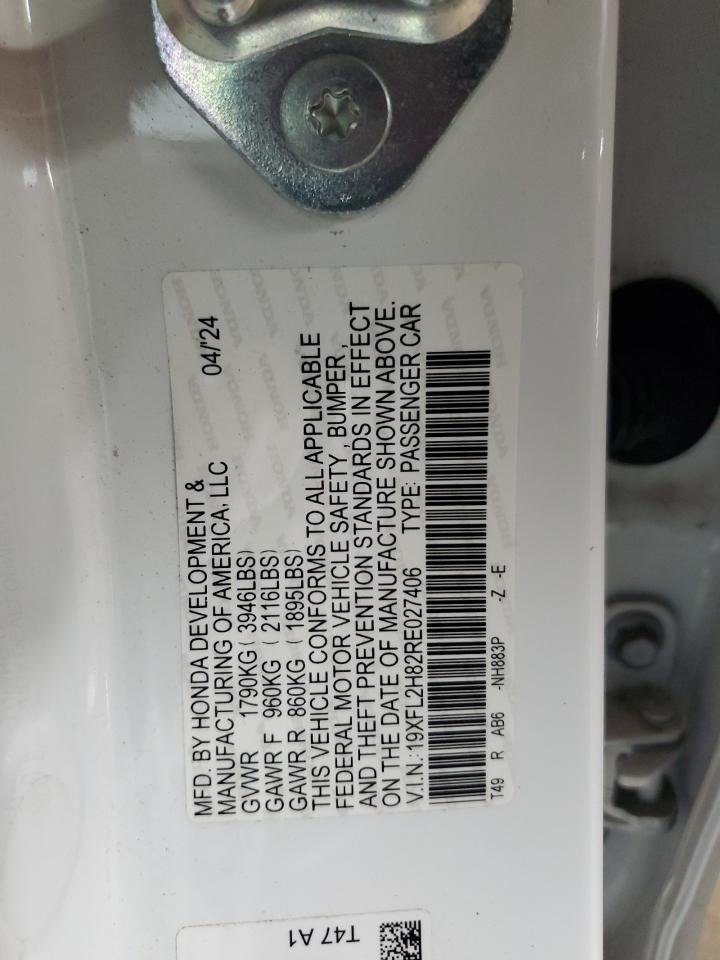 MFD. BY HONDA DEVELOPMENT & 04/'24
MANUFACTURING OF AMERICA, LLC
GVWR 1790KG ( 3946LBS)
GAWR F 960KG ( 2116LBS)
GAWR R 860KG ( 1895LBS)
THIS VEHICLE CONFORMS TO ALL APPLICABLE
FEDERAL MOTOR VEHICLE SAFETY , BUMPER ,
AND THEFT PREVENTION STANDARDS IN EFFECT
ON THE DATE OF MANUFACTURE SHOWN ABOVE.
V.I.N.: 19XFL2H82RE027406 TYPE: PASSENGER CAR
T49 R AB6 -NH883P -Z -E
T47 A1